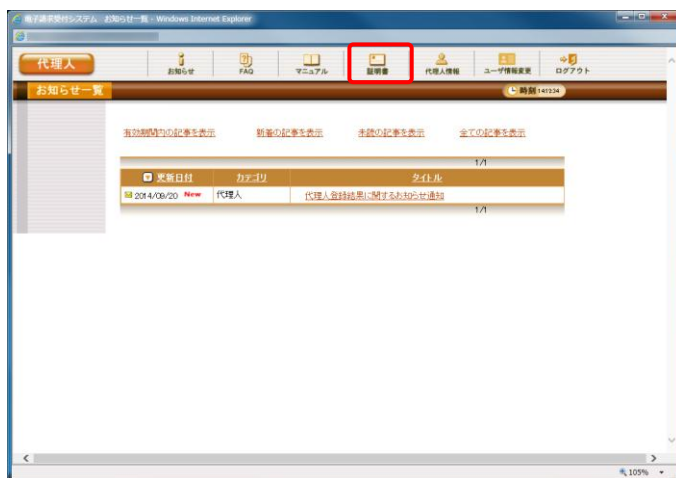 電子請求受付システム お知らせ一覧 - Windows Internet Explorer
代理人
お知らせ
FAQ
マニュアル
証明書
代理人情報
ユーザ情報変更
ログアウト
お知らせ一覧
時刻 14:12:34
有効期間内の記事を表示 新着の記事を表示 未読の記事を表示 全ての記事を表示
1/1
更新日付 カテゴリ タイトル
2014/09/20 New 代理人 代理人登録結果に関するお知らせ通知
1/1
105%